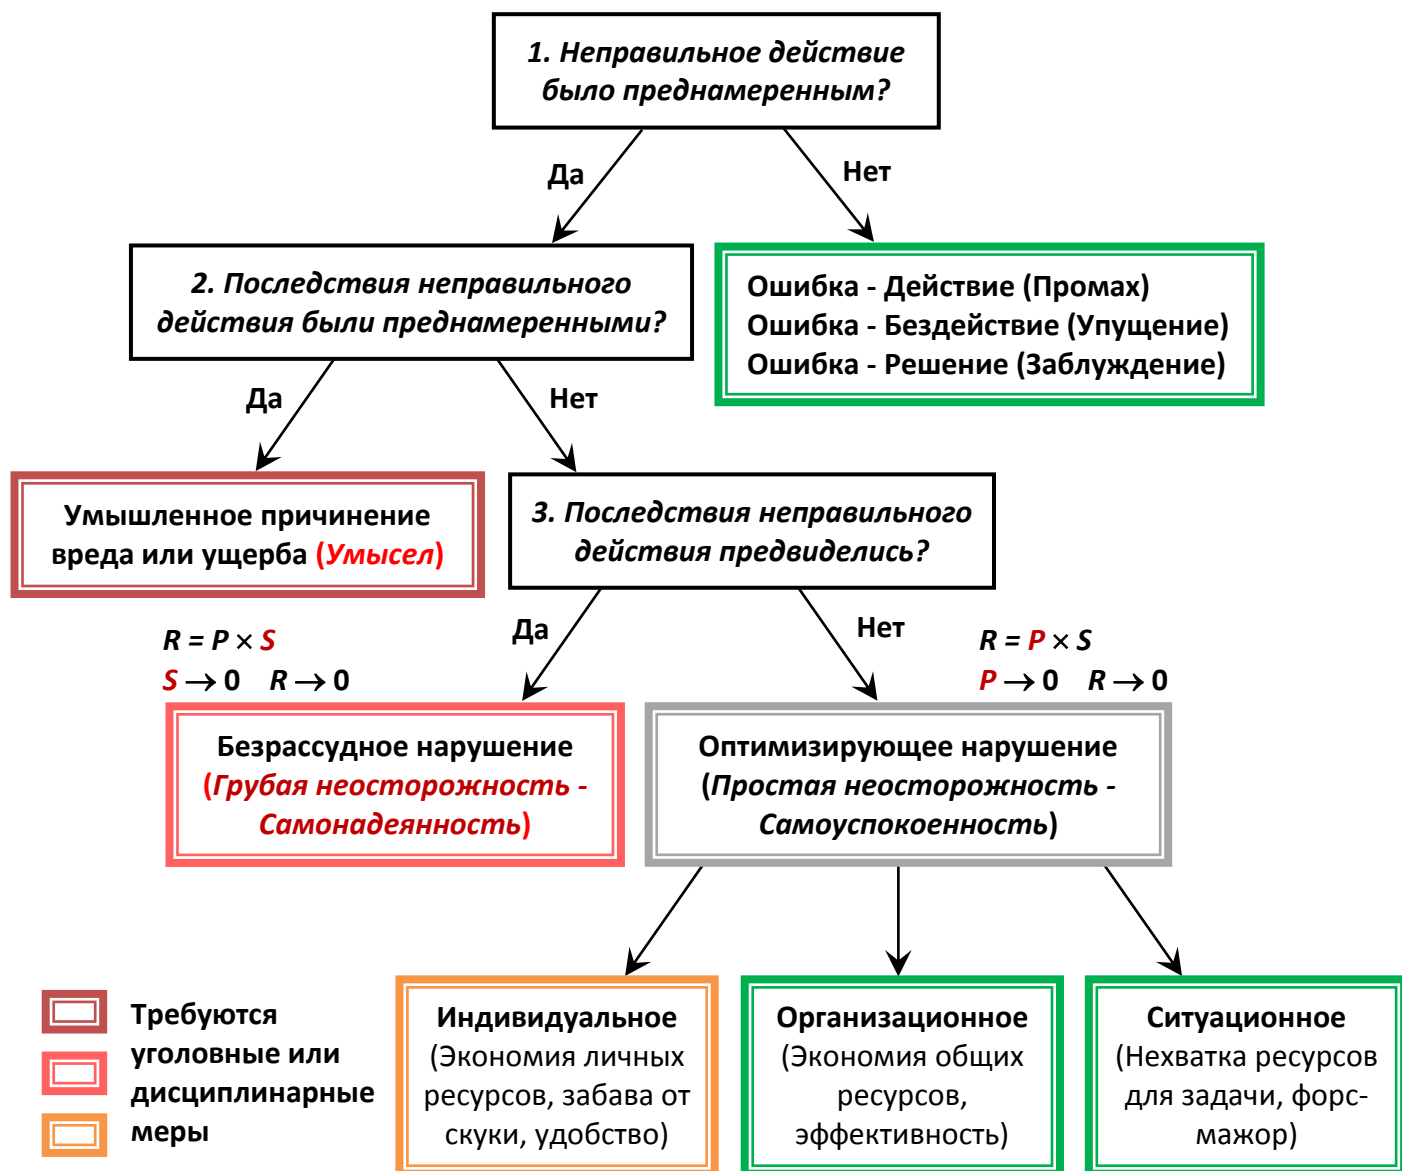 1. Неправильное действие
было преднамеренным?
Да
Нет
2. Последствия неправильного
действия были преднамеренными?
Ошибка - Действие (Промах)
Ошибка - Бездействие (Упущение)
Ошибка - Решение (Заблуждение)
Да
Нет
Умышленное причинение
вреда или ущерба (Умысел)
3. Последствия неправильного
действия предвиделись?
R = P × S
S → 0 R → 0
Да
Нет
R = P × S
P → 0 R → 0
Безрассудное нарушение
(Грубая неосторожность -
Самонадеянность)
Оптимизирующее нарушение
(Простая неосторожность -
Самоуспокоенность)
Требуются
уголовные или
дисциплинарные
меры
Индивидуальное
(Экономия личных
ресурсов, забава от
скуки, удобство)
Организационное
(Экономия общих
ресурсов,
эффективность)
Ситуационное
(Нехватка ресурсов
для задачи, форс-
мажор)